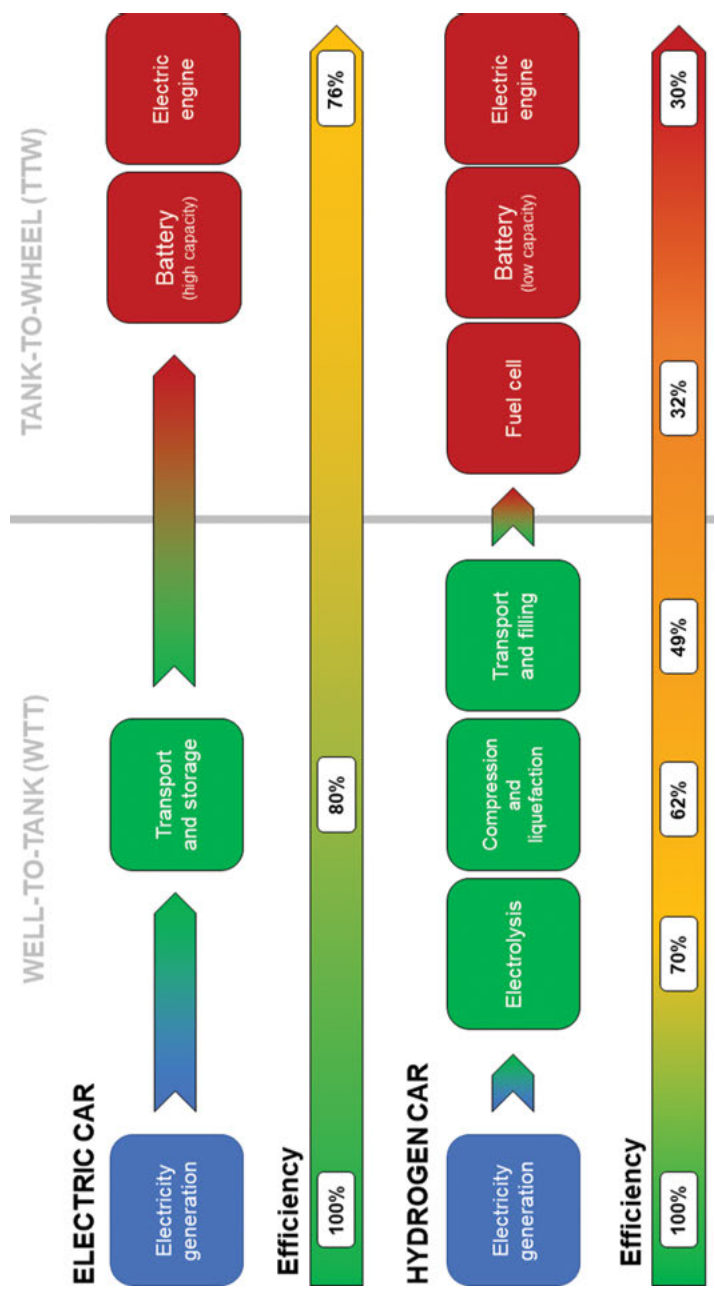 WELL-TO-TANK (WTT)
TANK-TO-WHEEL (TTW)
ELECTRIC CAR
Electricity
generation
Transport
and storage
Battery
(high capacity)
Electric
engine
Efficiency
100%
80%
76%
HYDROGEN CAR
Electricity
generation
Electrolysis
Compression
and
liquefaction
Transport
and filling
Fuel cell
Battery
(low capacity)
Electric
engine
Efficiency
100%
70%
62%
49%
32%
30%